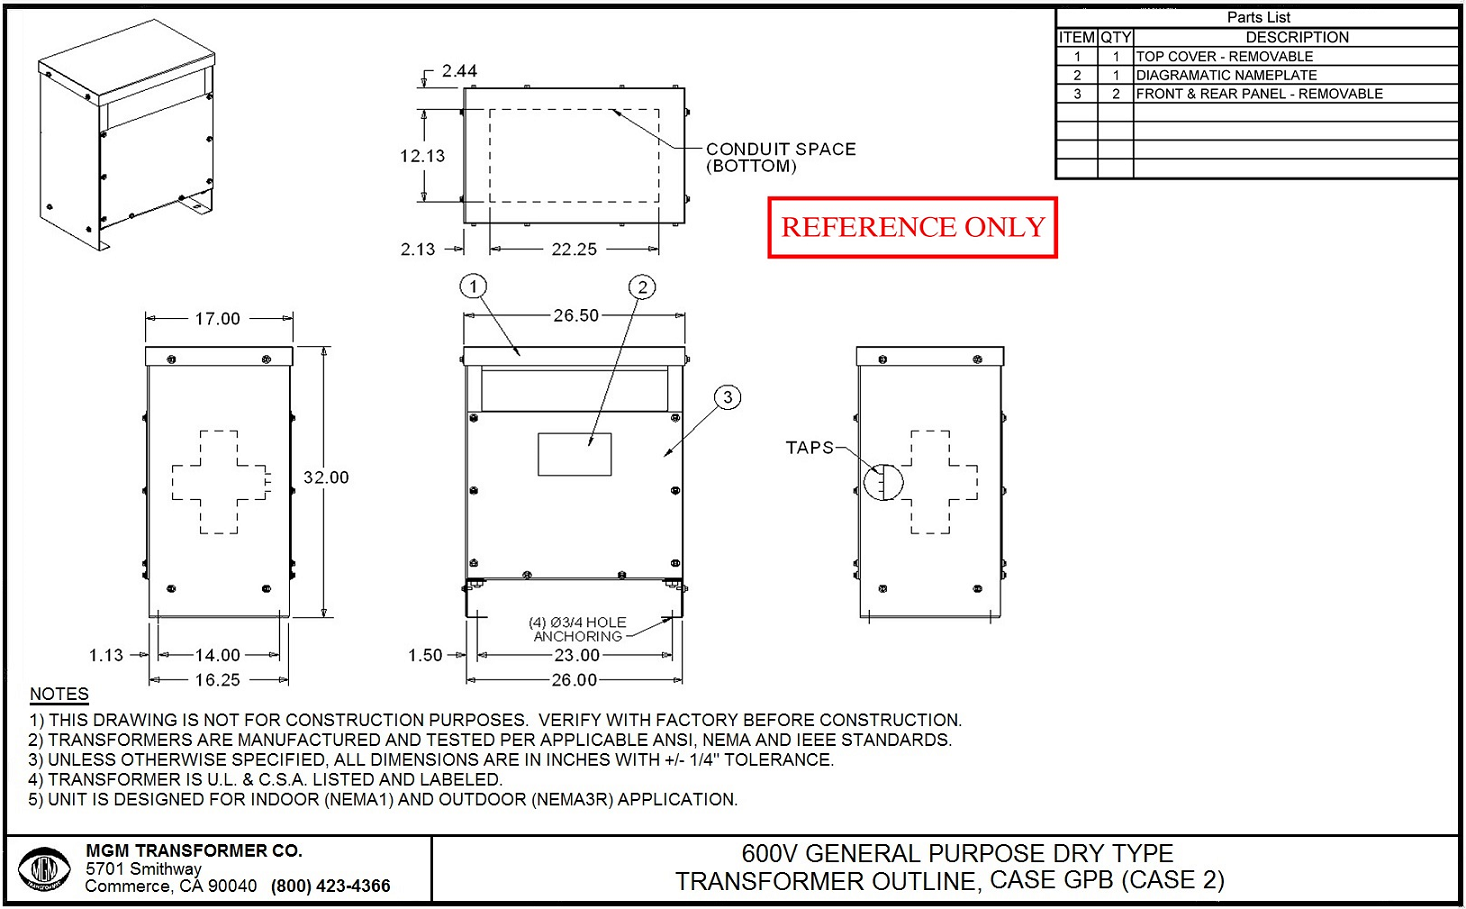 Parts List
ITEM QTY DESCRIPTION
1 1 TOP COVER - REMOVABLE
2 1 DIAGRAMATIC NAMEPLATE
3 2 FRONT & REAR PANEL - REMOVABLE
2.44
12.13
CONDUIT SPACE
(BOTTOM)
2.13
22.25
REFERENCE ONLY
1
2
17.00
26.50
3
TAPS
32.00
(4) Ø3/4 HOLE
ANCHORING
1.13
14.00
16.25
1.50
23.00
26.00
NOTES
1) THIS DRAWING IS NOT FOR CONSTRUCTION PURPOSES. VERIFY WITH FACTORY BEFORE CONSTRUCTION.
2) TRANSFORMERS ARE MANUFACTURED AND TESTED PER APPLICABLE ANSI, NEMA AND IEEE STANDARDS.
3) UNLESS OTHERWISE SPECIFIED, ALL DIMENSIONS ARE IN INCHES WITH +/- 1/4" TOLERANCE.
4) TRANSFORMER IS U.L. & C.S.A. LISTED AND LABELED.
5) UNIT IS DESIGNED FOR INDOOR (NEMA1) AND OUTDOOR (NEMA3R) APPLICATION.
MGM
MGM TRANSFORMER CO.
5701 Smithway
Commerce, CA 90040 (800) 423-4366
600V GENERAL PURPOSE DRY TYPE
TRANSFORMER OUTLINE, CASE GPB (CASE 2)